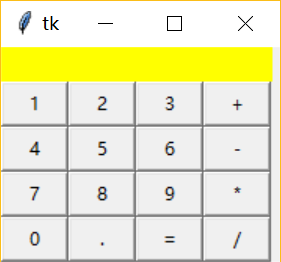 tk
1 2 3 +
4 5 6 -
7 8 9 *
0 . = /